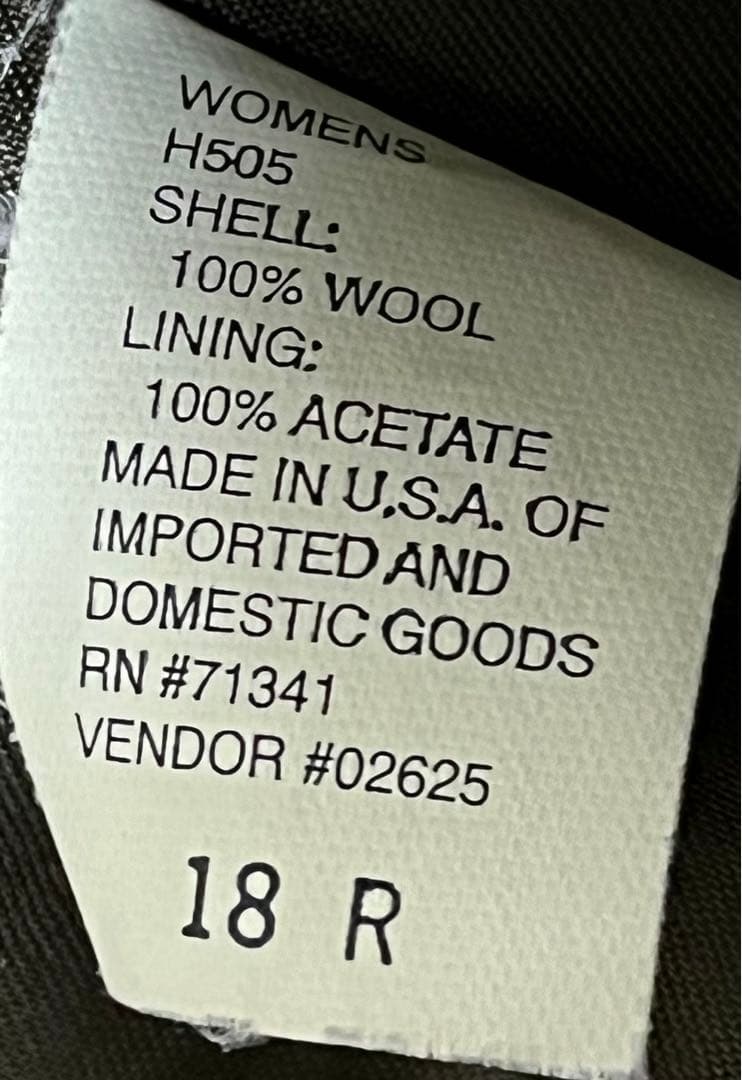 WOMENS
H505
SHELL:
100% WOOL
LINING:
100% ACETATE
MADE IN U.S.A. OF
IMPORTED AND
DOMESTIC GOODS
RN #71341
VENDOR #02625
18 R